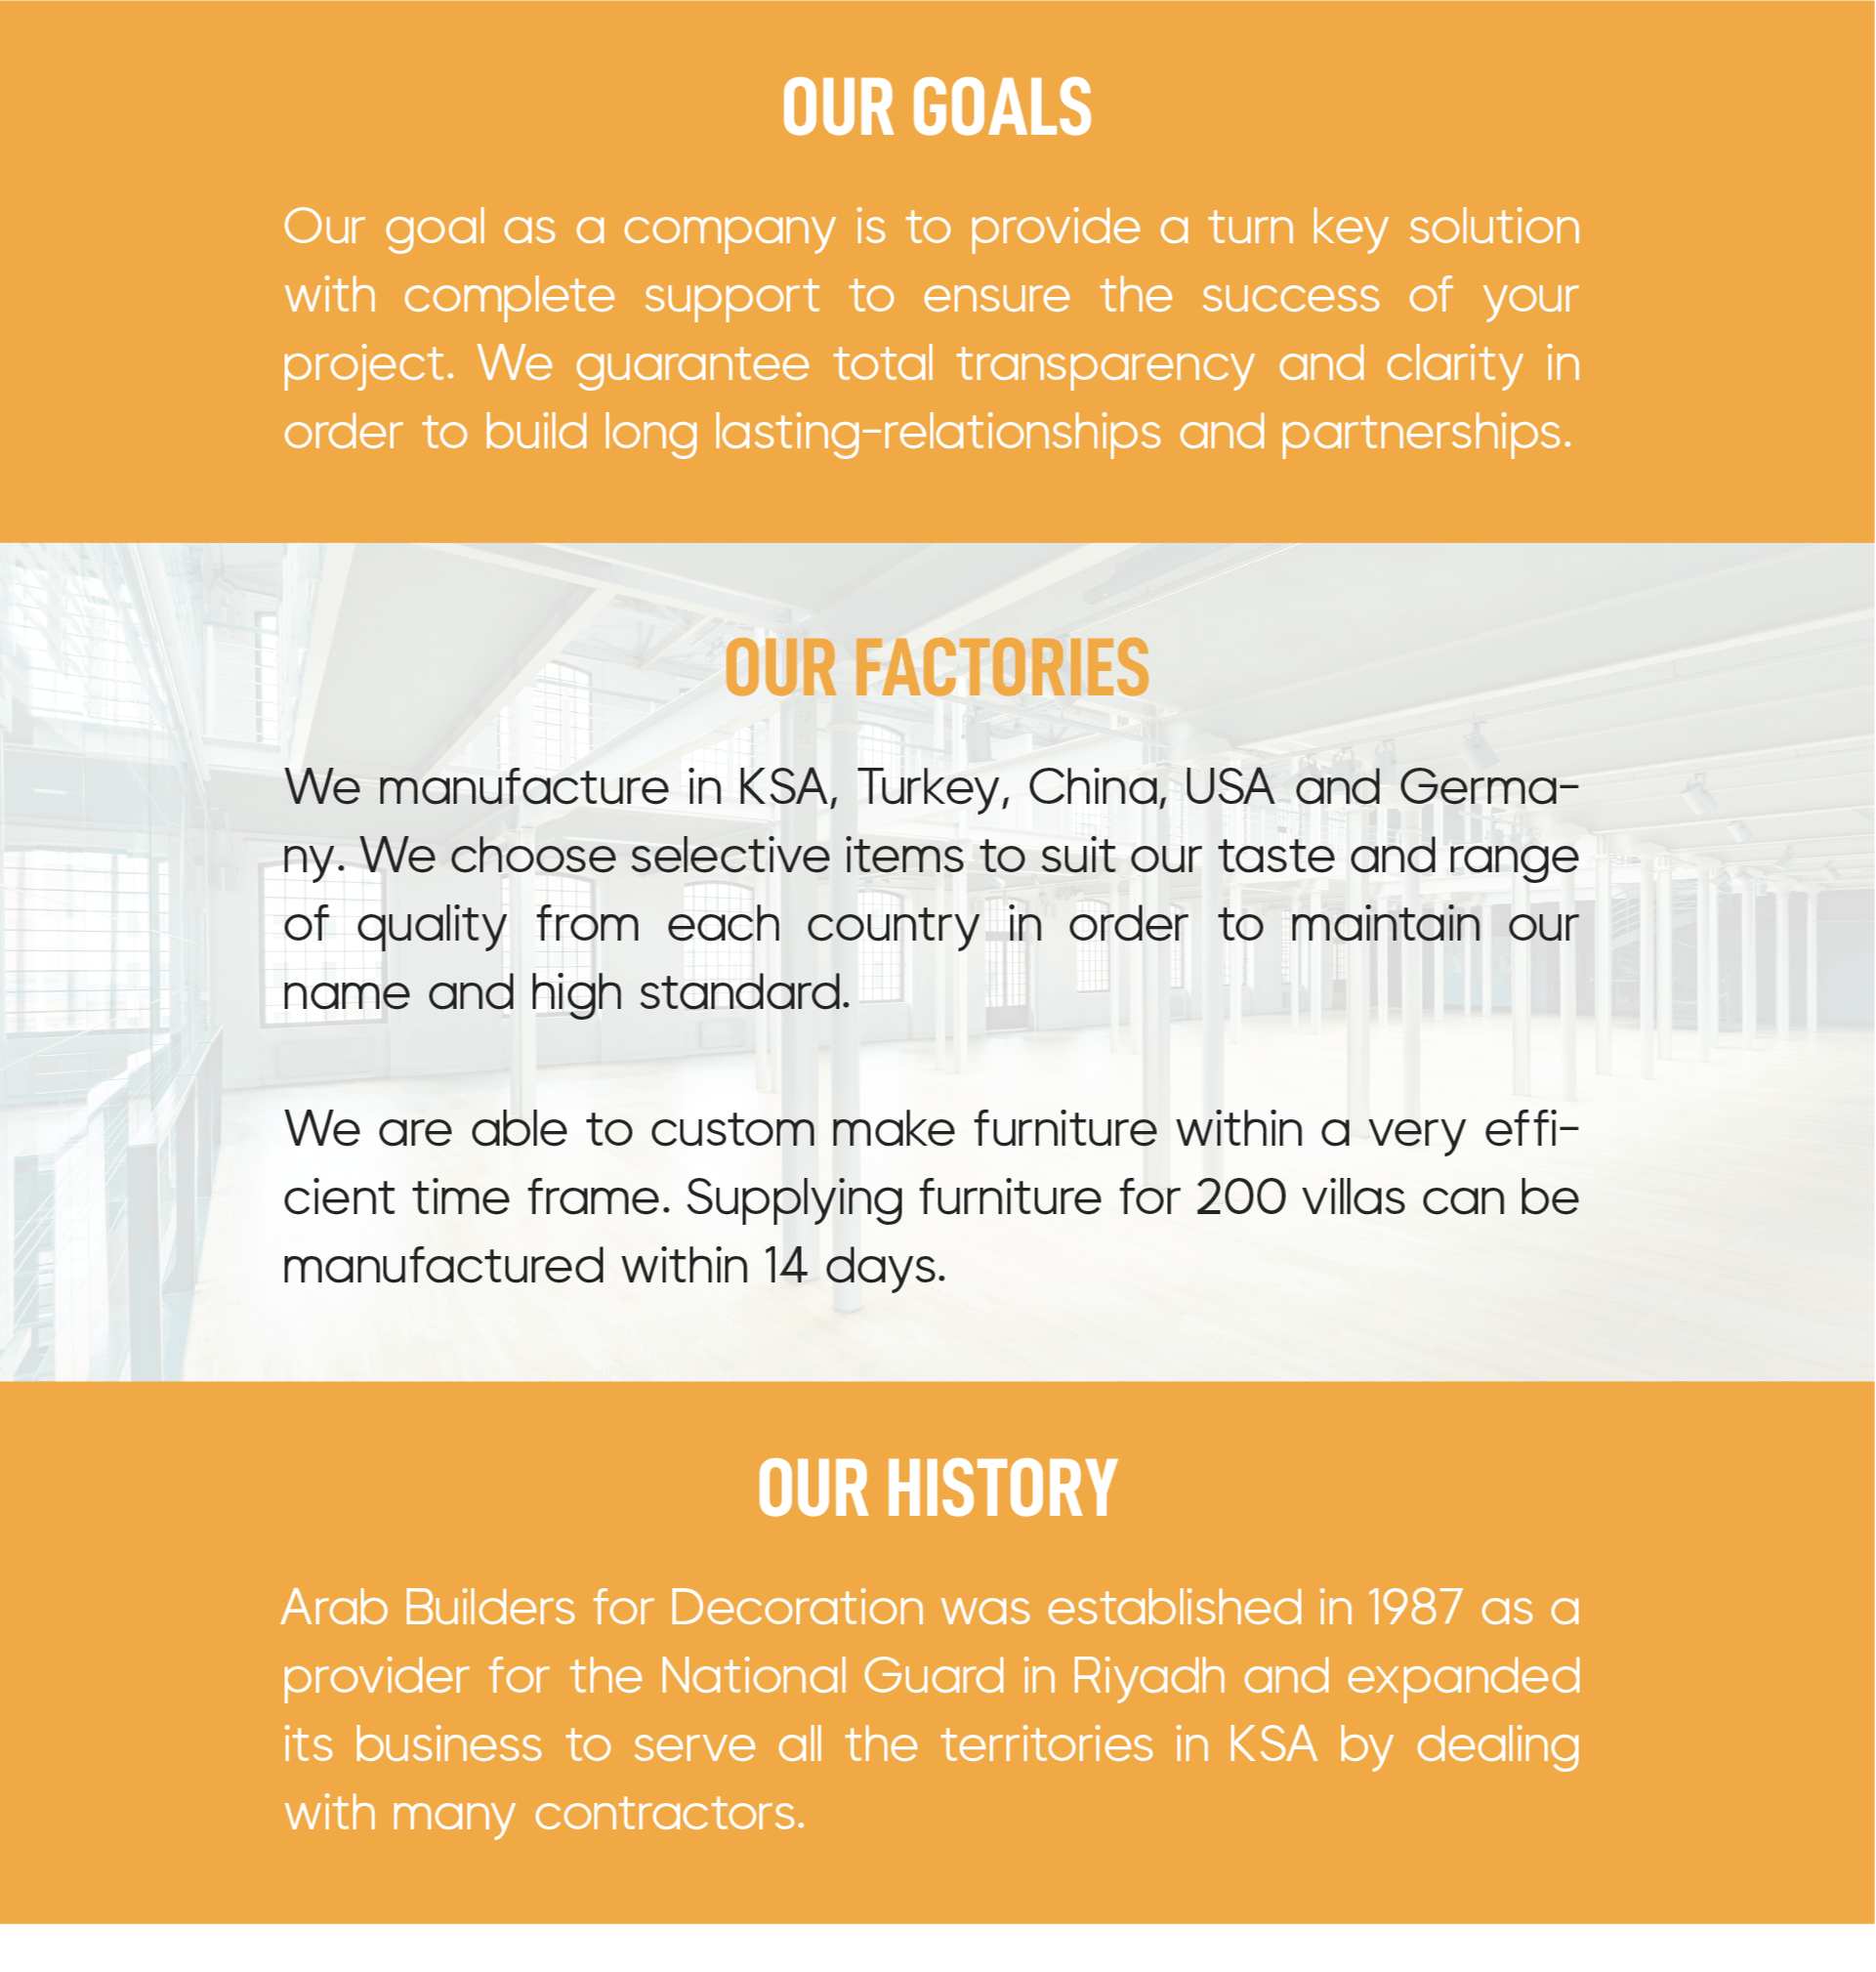 OUR GOALS
Our goal as a company is to provide a turn key solution
with complete support to ensure the success of your
project. We guarantee total transparency and clarity in
order to build long lasting-relationships and partnerships.
OUR FACTORIES
We manufacture in KSA, Turkey, China, USA and Germa-
ny. We choose selective items to suit our taste and range
of quality from each country in order to maintain our
name and high standard.
We are able to custom make furniture within a very effi-
cient time frame. Supplying furniture for 200 villas can be
manufactured within 14 days.
OUR HISTORY
Arab Builders for Decoration was established in 1987 as a
provider for the National Guard in Riyadh and expanded
its business to serve all the territories in KSA by dealing
with many contractors.